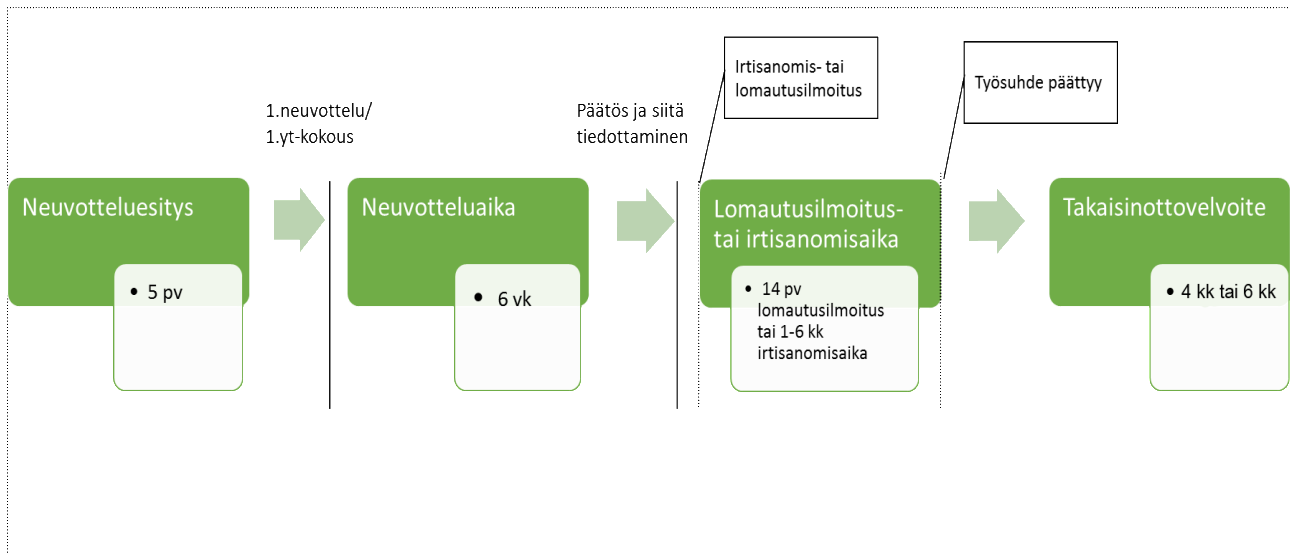 Irtisanomis- tai
lomautusilmoitus
Työsuhde päättyy
1.neuvottelu/
1.yt-kokous
Päätös ja siitä
tiedottaminen
Neuvotteluesitys
• 5 pv
Neuvotteluaika
• 6 vk
Lomautusilmoitus-
tai irtisanomisaika
• 14 pv
lomautusilmoitus
tai 1-6 kk
irtisanomisaika
Takaisinottovelvoite
• 4 kk tai 6 kk